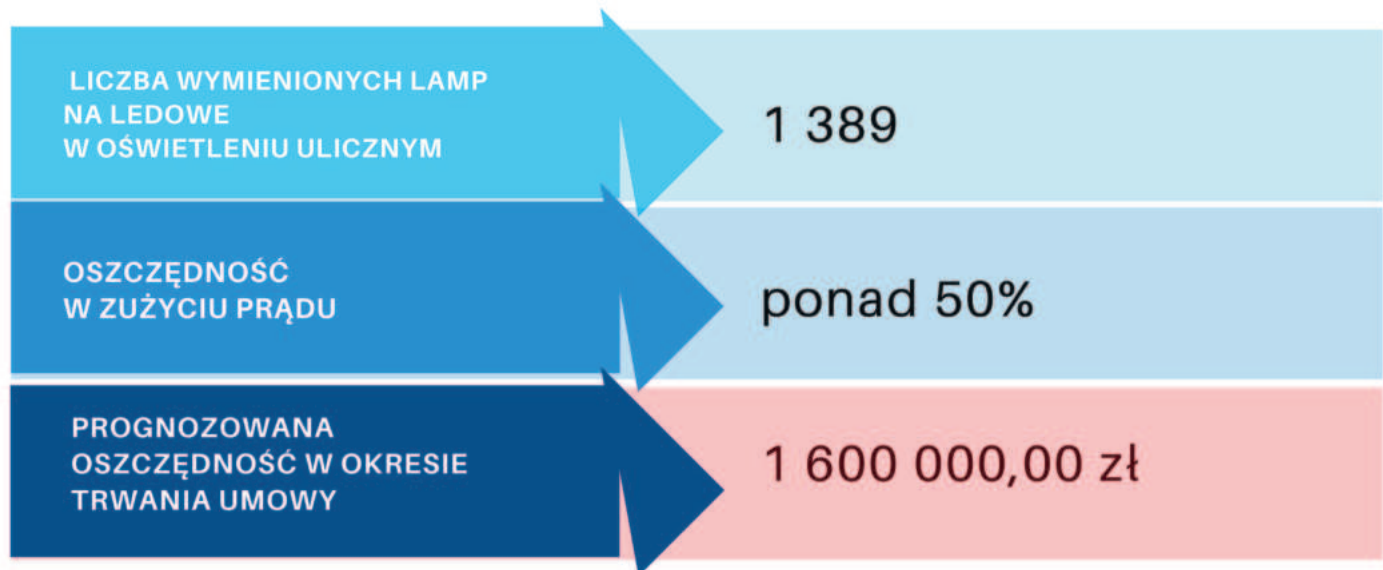 LICZBA WYMIENIONYCH LAMP
NA LEDOWE
W OŚWIETLENIU ULICZNYM
1 389
OSZCZĘDNOŚĆ
W ZUŻYCIU PRĄDU
ponad 50%
PROGNOZOWANA
OSZCZĘDNOŚĆ W OKRESIE
TRWANIA UMOWY
1 600 000,00 zł